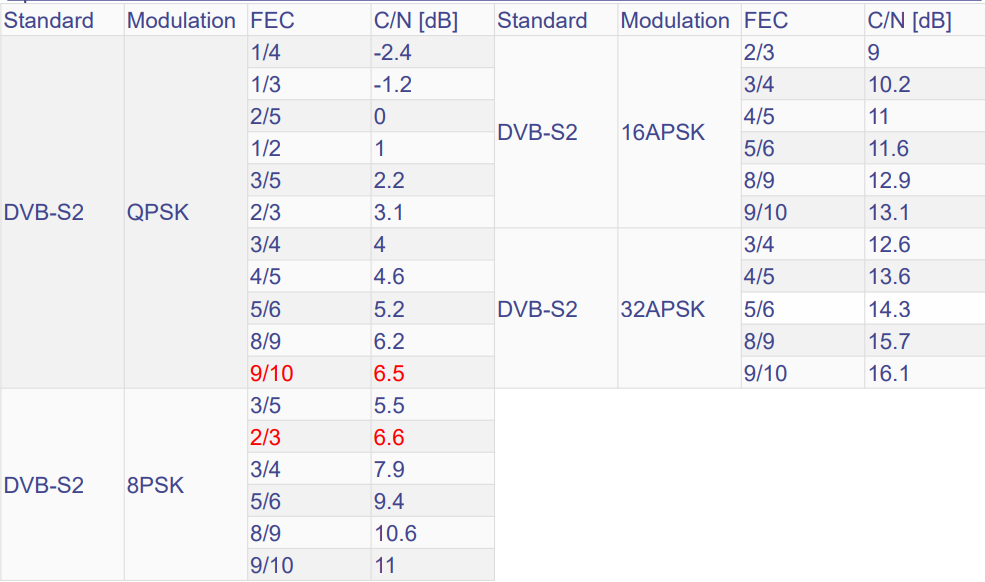 Standard Modulation FEC C/N [dB] Standard Modulation FEC C/N [dB]
1/4 -2.4 2/3 9
1/3 -1.2 3/4 10.2
2/5 0 4/5 11
DVB-S2 16APSK
1/2 1 5/6 11.6
3/5 2.2 8/9 12.9
DVB-S2 QPSK 2/3 3.1 9/10 13.1
3/4 4 3/4 12.6
4/5 4.6 4/5 13.6
5/6 5.2 DVB-S2 32APSK 5/6 14.3
8/9 6.2 8/9 15.7
9/10 6.5 9/10 16.1
3/5 5.5
2/3 6.6
3/4 7.9
DVB-S2 8PSK
5/6 9.4
8/9 10.6
9/10 11